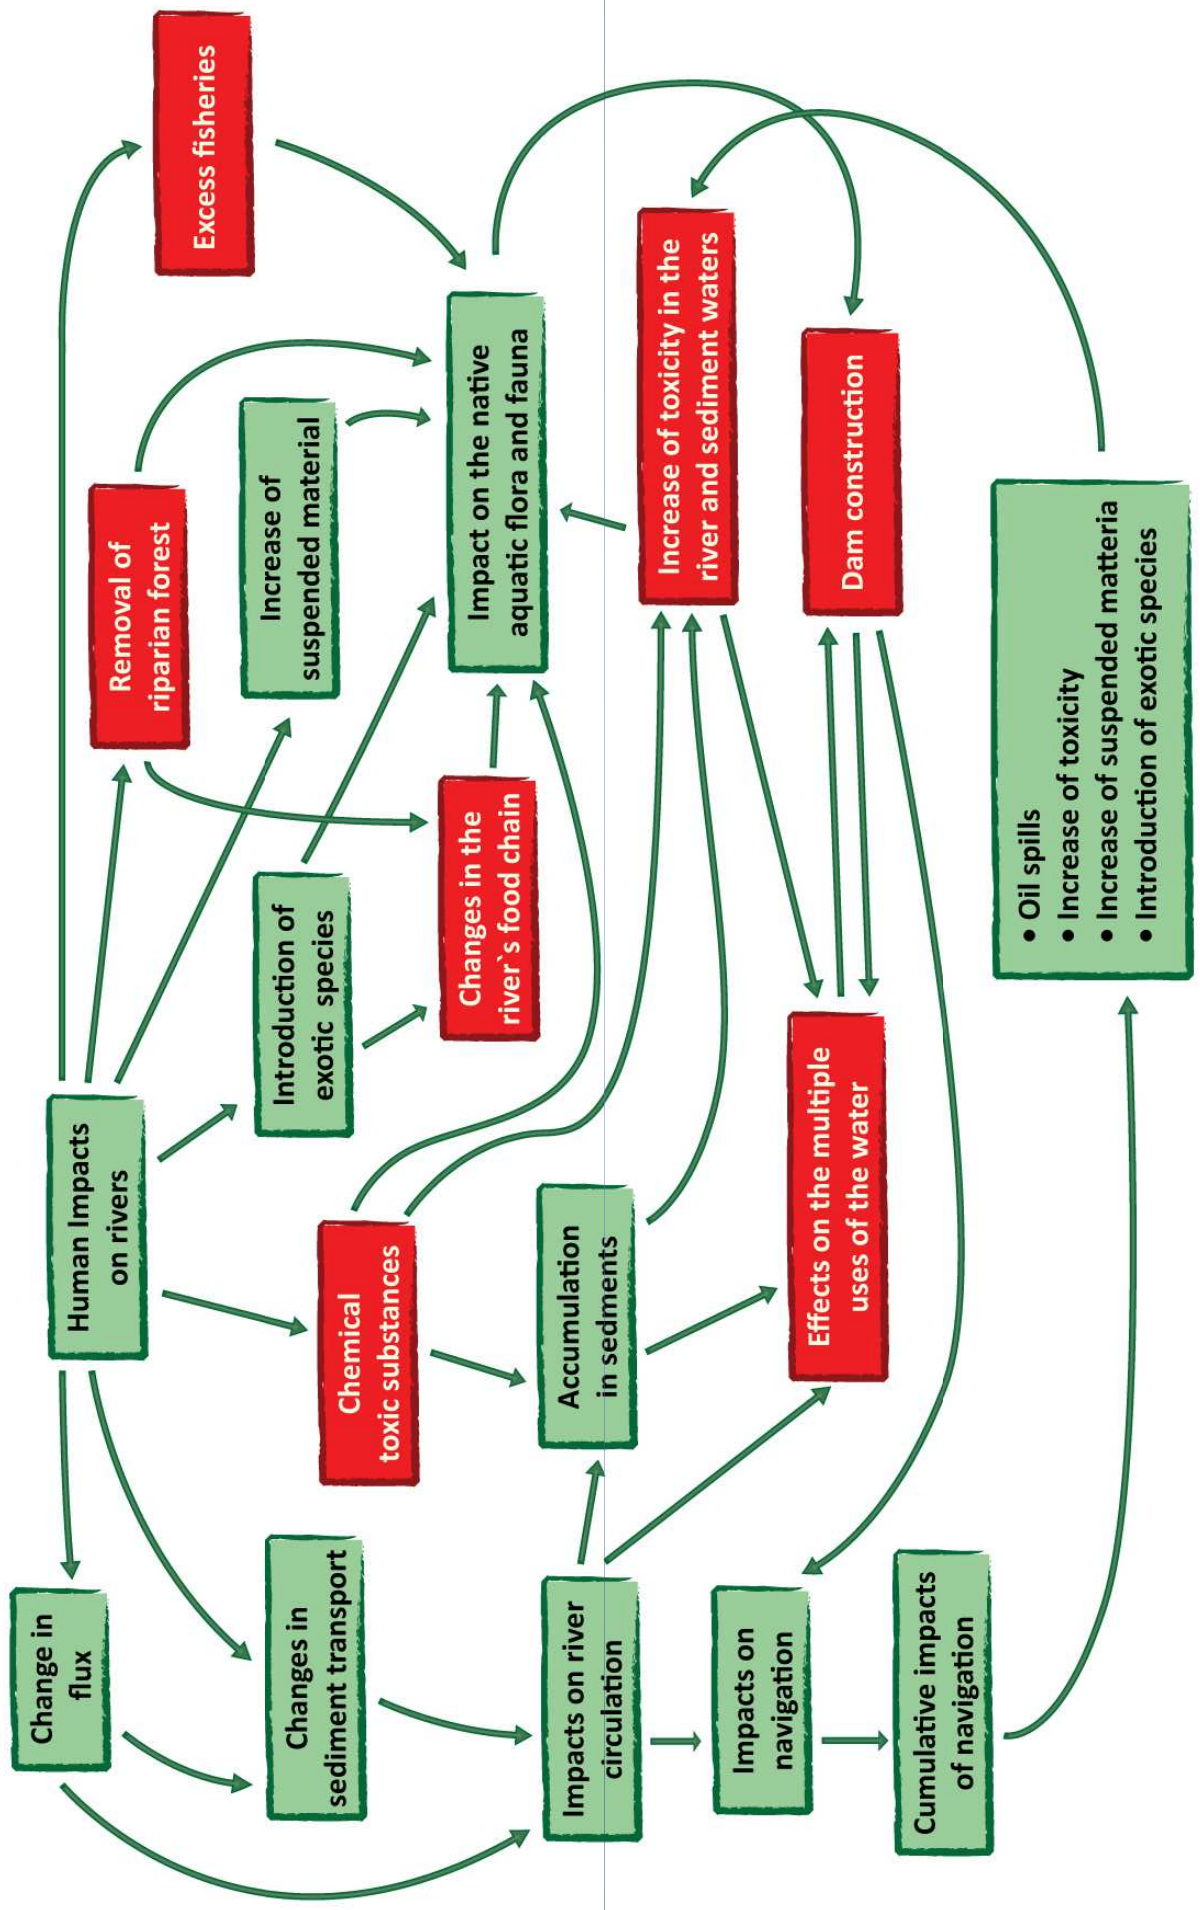 Change in
flux
Human Impacts
on rivers
Removal of
riparian forest
Excess fisheries
Changes in
sediment transport
Chemical
toxic substances
Introduction of
exotic species
Increase of
suspended material
Changes in the
river`s food chain
Impact on the native
aquatic flora and fauna
Impacts on river
circulation
Accumulation
in sedments
Increase of toxicity in the
river and sediment waters
Impacts on
navigation
Effects on the multiple
uses of the water
Dam construction
Cumulative impacts
of navigation
• Oil spills
• Increase of toxicity
• Increase of suspended matteria
• Introduction of exotic species